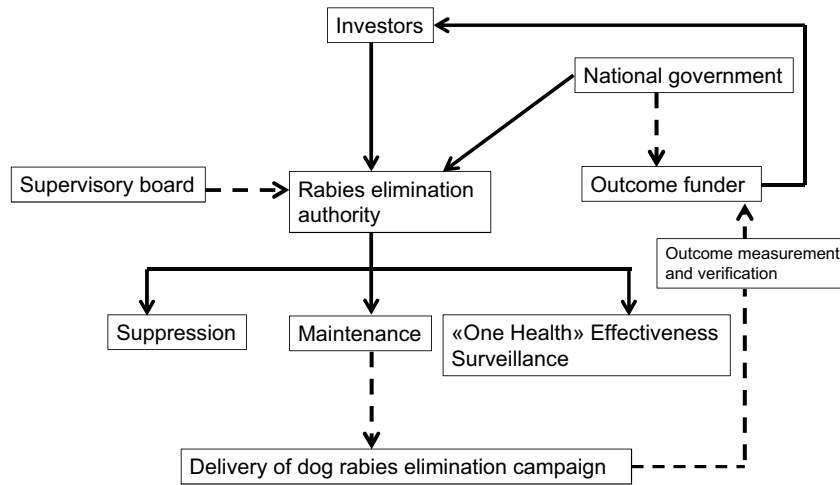 Investors
National government
Supervisory board
Rabies elimination
authority
Outcome funder
Outcome measurement
and verification
Suppression
Maintenance
«One Health» Effectiveness
Surveillance
Delivery of dog rabies elimination campaign